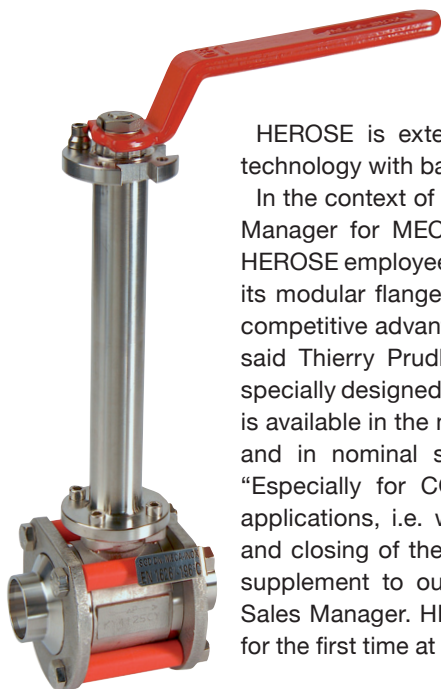 HEROSE is exte
technology with ba
In the context of
Manager for MEC
HEROSE employee
its modular flange
competitive advan
said Thierry Prudl
specially designed
is available in the r
and in nominal s
“Especially for CO
applications, i.e. w
and closing of the
supplement to ou
Sales Manager. HE
for the first time at